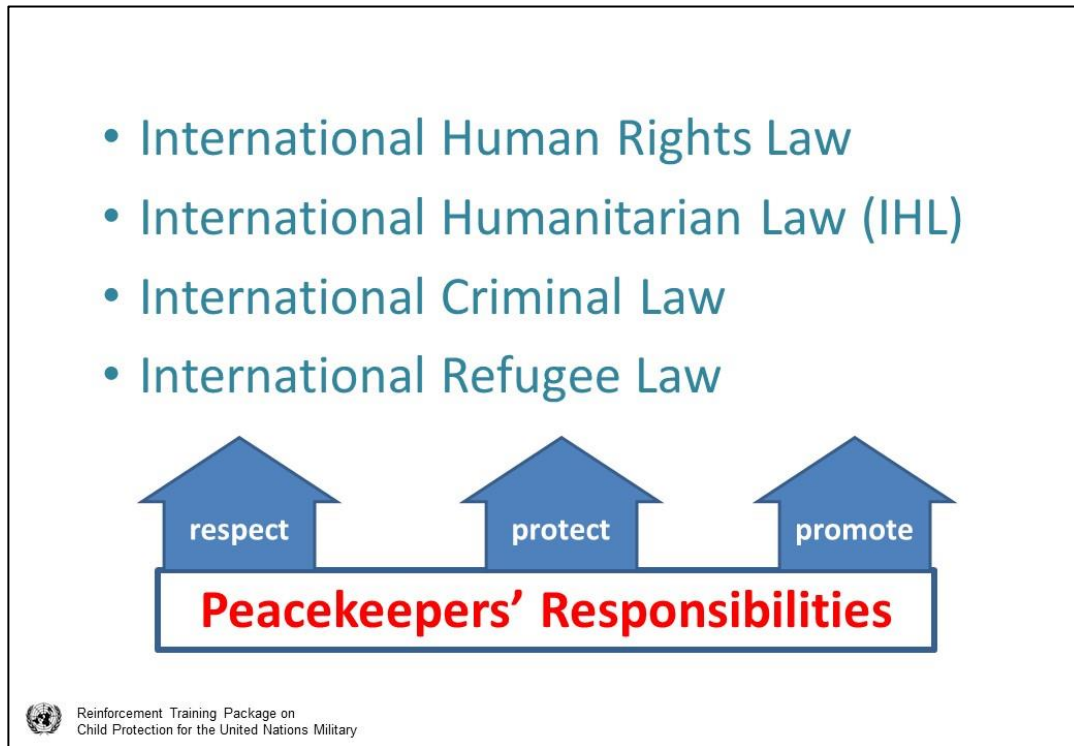 • International Human Rights Law
• International Humanitarian Law (IHL)
• International Criminal Law
• International Refugee Law
respect protect promote
Peacekeepers’ Responsibilities
Reinforcement Training Package on
Child Protection for the United Nations Military